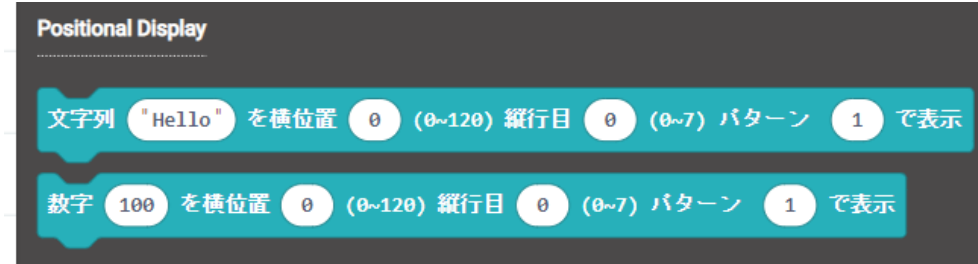 Positional Display
文字列 "Hello" を横位置 0 (0~120) 縦行目 0 (0~7) パターン 1 で表示
数字 100 を横位置 0 (0~120) 縦行目 0 (0~7) パターン 1 で表示